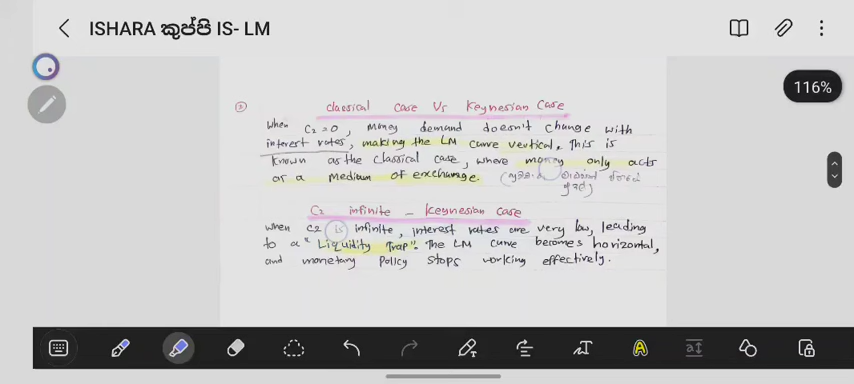 ISHARA කුප්පි IS- LM
116%
② classical case Vs Keynesian Case
When C2=0, Money demand doesn't change with
interest rates, making the LM curve vertical. This is
known as the classical case, where money only acts
as a medium of exchange.
C2 infinite – Keynesian case
when C2 is infinite, interest rates are very low, leading
to a "Liquidity Trap". The LM curve becomes horizontal,
and monetary policy stops working effectively.